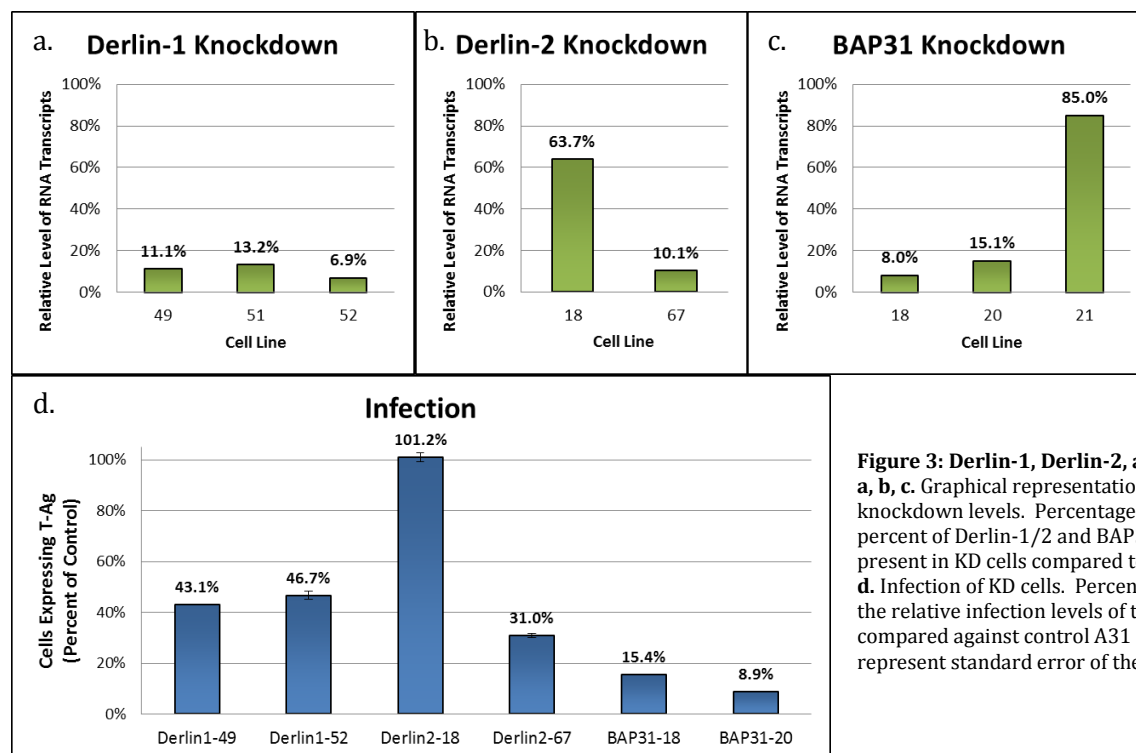 a. Derlin-1 Knockdown
Relative Level of RNA Transcripts
100%
80%
60%
40%
20%
0%
11.1%
13.2%
6.9%
49
51
52
Cell Line
b. Derlin-2 Knockdown
Relative Level of RNA Transcripts
100%
80%
60%
40%
20%
0%
63.7%
10.1%
18
67
Cell Line
c. BAP31 Knockdown
Relative Level of RNA Transcripts
100%
80%
60%
40%
20%
0%
8.0%
15.1%
85.0%
18
20
21
Cell Line
d. Infection
Cells Expressing T-Ag
(Percent of Control)
100%
80%
60%
40%
20%
0%
43.1%
46.7%
101.2%
31.0%
15.4%
8.9%
Derlin1-49
Derlin1-52
Derlin2-18
Derlin2-67
BAP31-18
BAP31-20
Figure 3: Derlin-1, Derlin-2, a
a, b, c. Graphical representatio
knockdown levels. Percentage
percent of Derlin-1/2 and BAP
present in KD cells compared t
d. Infection of KD cells. Percen
the relative infection levels of t
compared against control A31
represent standard error of the